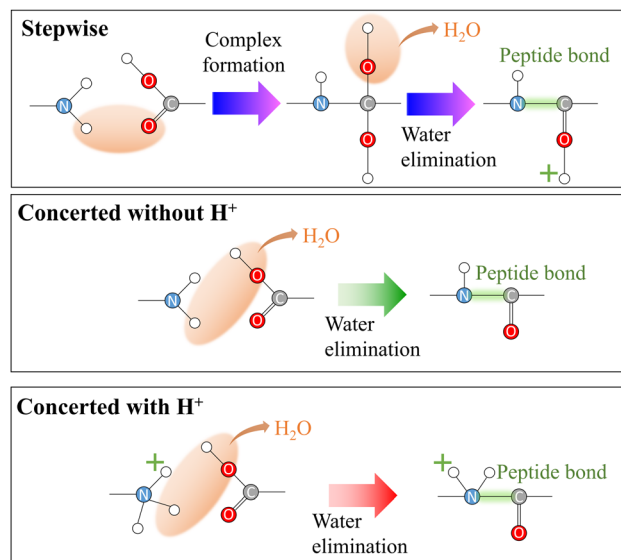 Stepwise
Complex
formation
H₂O
Peptide bond
N
O
O
C
N
O
C
O
N
C
O
Water
elimination
+
Concerted without H⁺
H₂O
Peptide bond
N
O
C
O
N
C
O
Water
elimination
Concerted with H⁺
H₂O
+
+
Peptide bond
N
O
C
O
N
C
O
Water
elimination